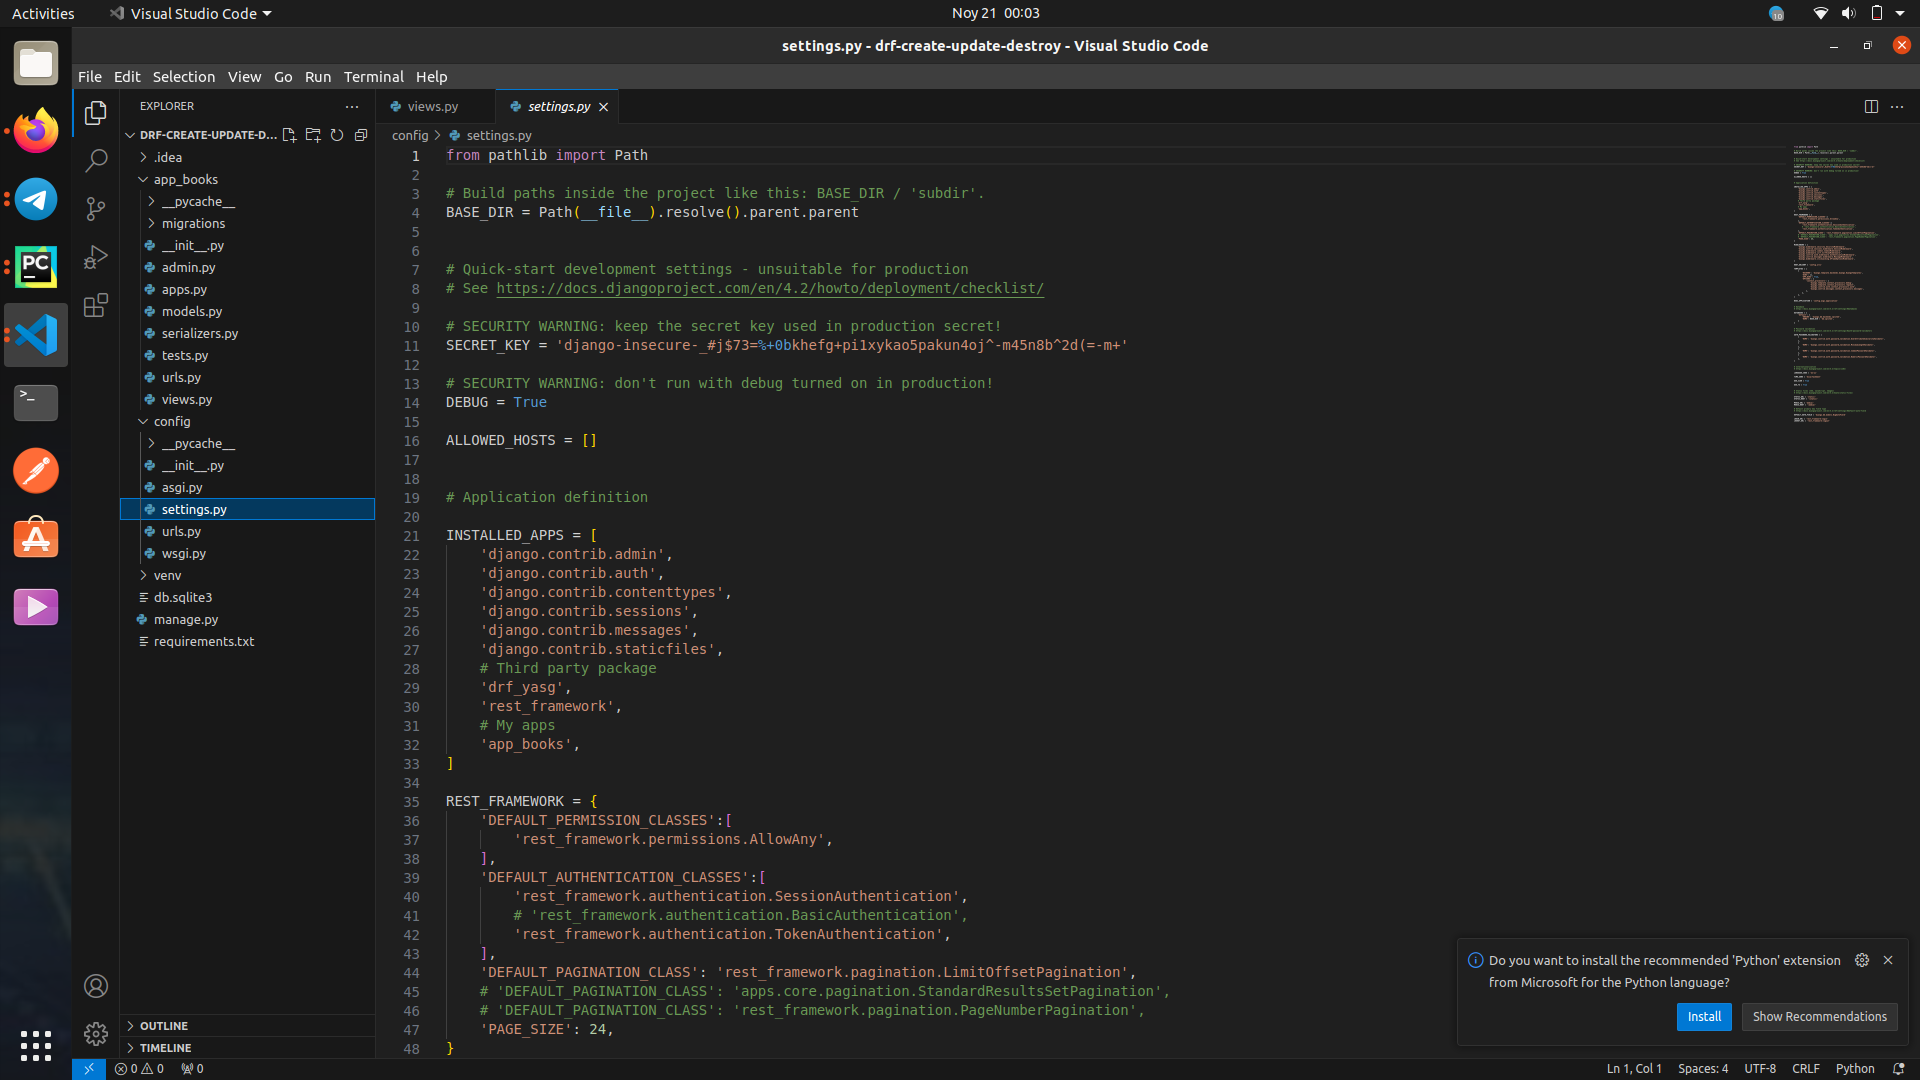 Activities
Visual Studio Code
Noy 21 00:03
settings.py - drf-create-update-destroy - Visual Studio Code
File Edit Selection View Go Run Terminal Help
EXPLORER
DRF-CREATE-UPDATE-D...
.idea
app_books
__pycache__
migrations
__init__.py
admin.py
apps.py
models.py
serializers.py
tests.py
urls.py
views.py
config
__pycache__
__init__.py
asgi.py
settings.py
urls.py
wsgi.py
venv
db.sqlite3
manage.py
requirements.txt
OUTLINE
TIMELINE
views.py
settings.py
config > settings.py
1 from pathlib import Path
2
3 # Build paths inside the project like this: BASE_DIR / 'subdir'.
4 BASE_DIR = Path(__file__).resolve().parent.parent
5
6
7 # Quick-start development settings - unsuitable for production
8 # See https://docs.djangoproject.com/en/4.2/howto/deployment/checklist/
9
10 # SECURITY WARNING: keep the secret key used in production secret!
11 SECRET_KEY = 'django-insecure-_#j$73=%+0bkhefg+pi1xykao5pakun4oj^-m45n8b^2d(=-m+'
12
13 # SECURITY WARNING: don't run with debug turned on in production!
14 DEBUG = True
15
16 ALLOWED_HOSTS = []
17
18
19 # Application definition
20
21 INSTALLED_APPS = [
22     'django.contrib.admin',
23     'django.contrib.auth',
24     'django.contrib.contenttypes',
25     'django.contrib.sessions',
26     'django.contrib.messages',
27     'django.contrib.staticfiles',
28     # Third party package
29     'drf_yasg',
30     'rest_framework',
31     # My apps
32     'app_books',
33 ]
34
35 REST_FRAMEWORK = {
36     'DEFAULT_PERMISSION_CLASSES':[
37         'rest_framework.permissions.AllowAny',
38     ],
39     'DEFAULT_AUTHENTICATION_CLASSES':[
40         'rest_framework.authentication.SessionAuthentication',
41         # 'rest_framework.authentication.BasicAuthentication',
42         'rest_framework.authentication.TokenAuthentication',
43     ],
44     'DEFAULT_PAGINATION_CLASS': 'rest_framework.pagination.LimitOffsetPagination',
45     # 'DEFAULT_PAGINATION_CLASS': 'apps.core.pagination.StandardResultsSetPagination',
46     # 'DEFAULT_PAGINATION_CLASS': 'rest_framework.pagination.PageNumberPagination',
47     'PAGE_SIZE': 24,
48 }
Do you want to install the recommended 'Python' extension
from Microsoft for the Python language?
Install
Show Recommendations
0 0 0
Ln 1, Col 1 Spaces: 4 UTF-8 CRLF Python
PC
10